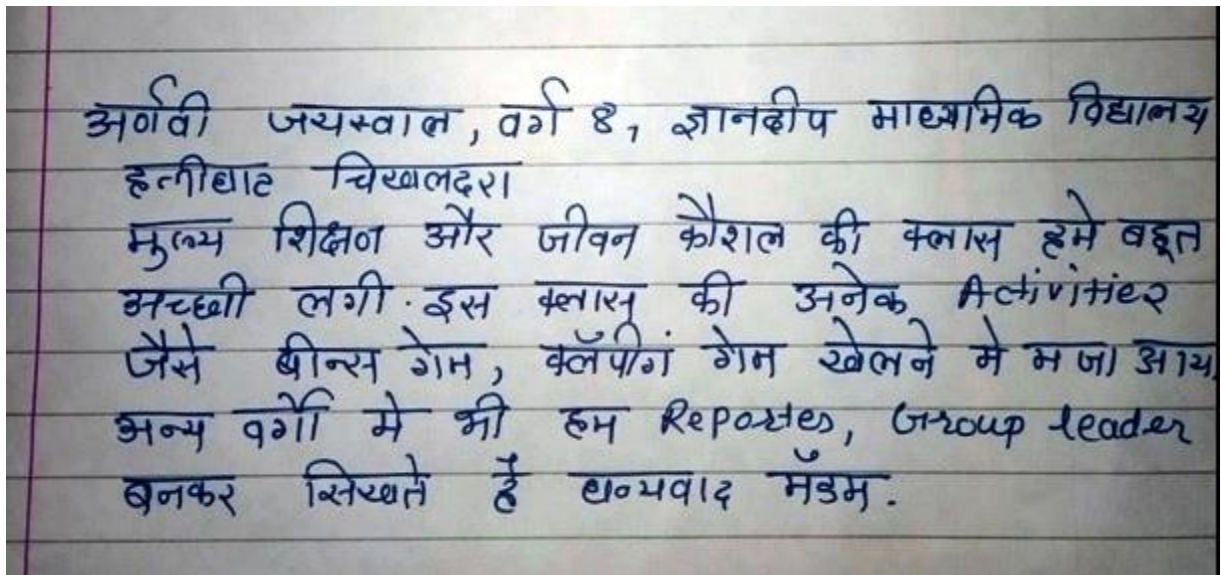 अर्णवी जयस्वाल, वर्ग 8, ज्ञानदीप माध्यमिक विद्यालय
हत्तीघाट चिखलदरा
मुल्य शिक्षण और जीवन कौशल की क्लास हमे बहूत
अच्छी लगी. इस क्लास की अनेक Activities
जैसे बीन्स गेम, क्लॅपींग गेम खेलने मे मजा आया
अन्य वर्गो मे भी हम Reporter, Group leader
बनकर सिखते है धन्यवाद मॅडम.